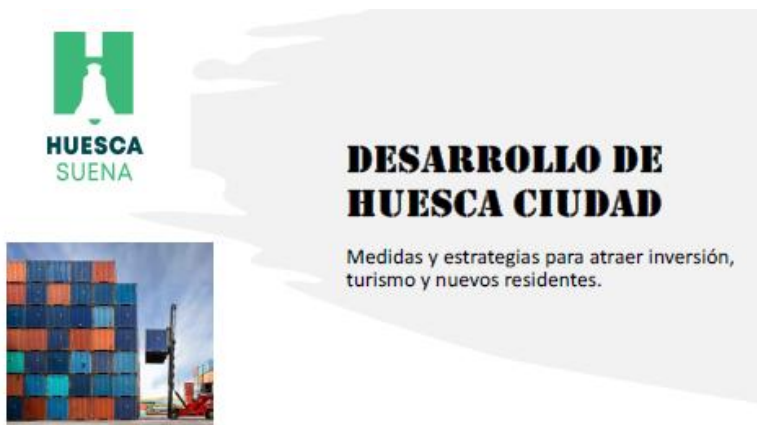 HUESCA
SUENA
DESARROLLO DE
HUESCA CIUDAD
Medidas y estrategias para atraer inversión,
turismo y nuevos residentes.